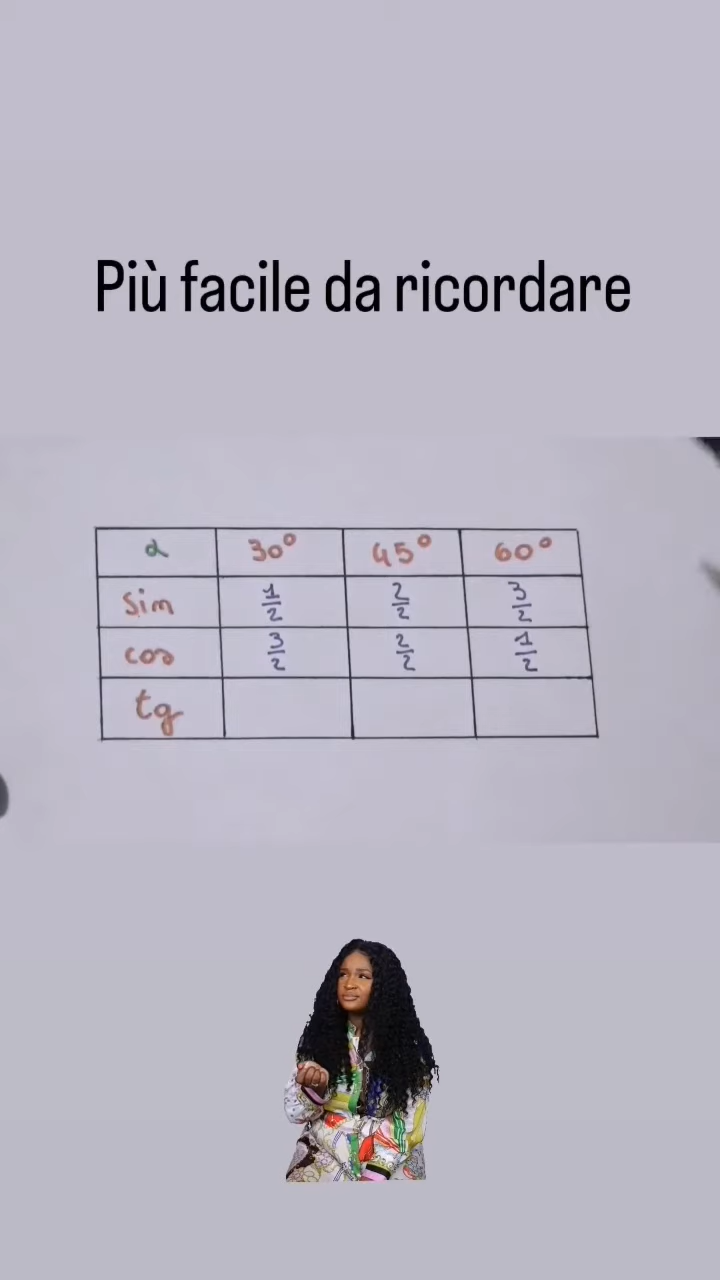 Più facile da ricordare
α 30° 45° 60°
sin 1/2 2/2 3/2
cos 3/2 2/2 1/2
tg